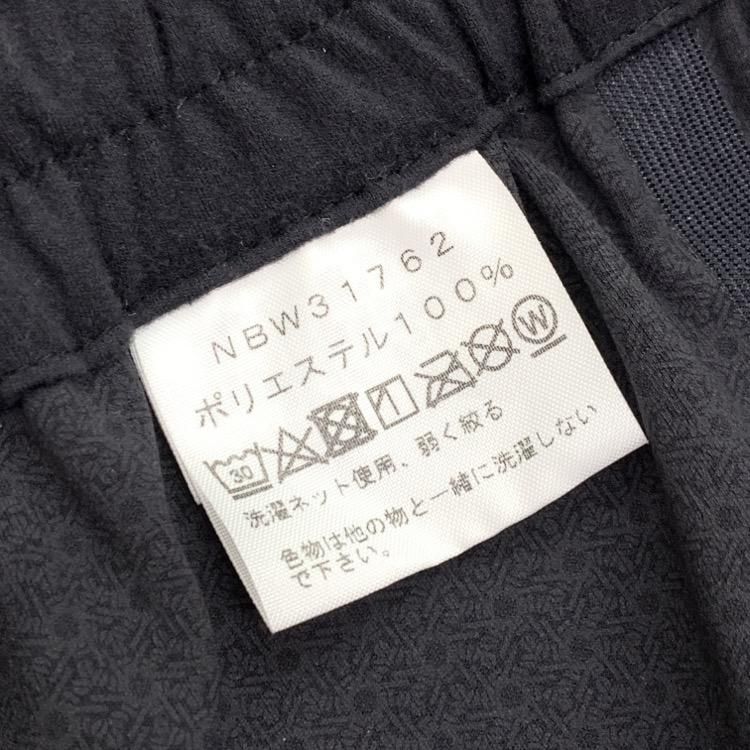 NBW31762
ポリエステル100%
30 W
洗濯ネット使用、弱く絞る
色物は他の物と一緒に洗濯しない
で下さい。